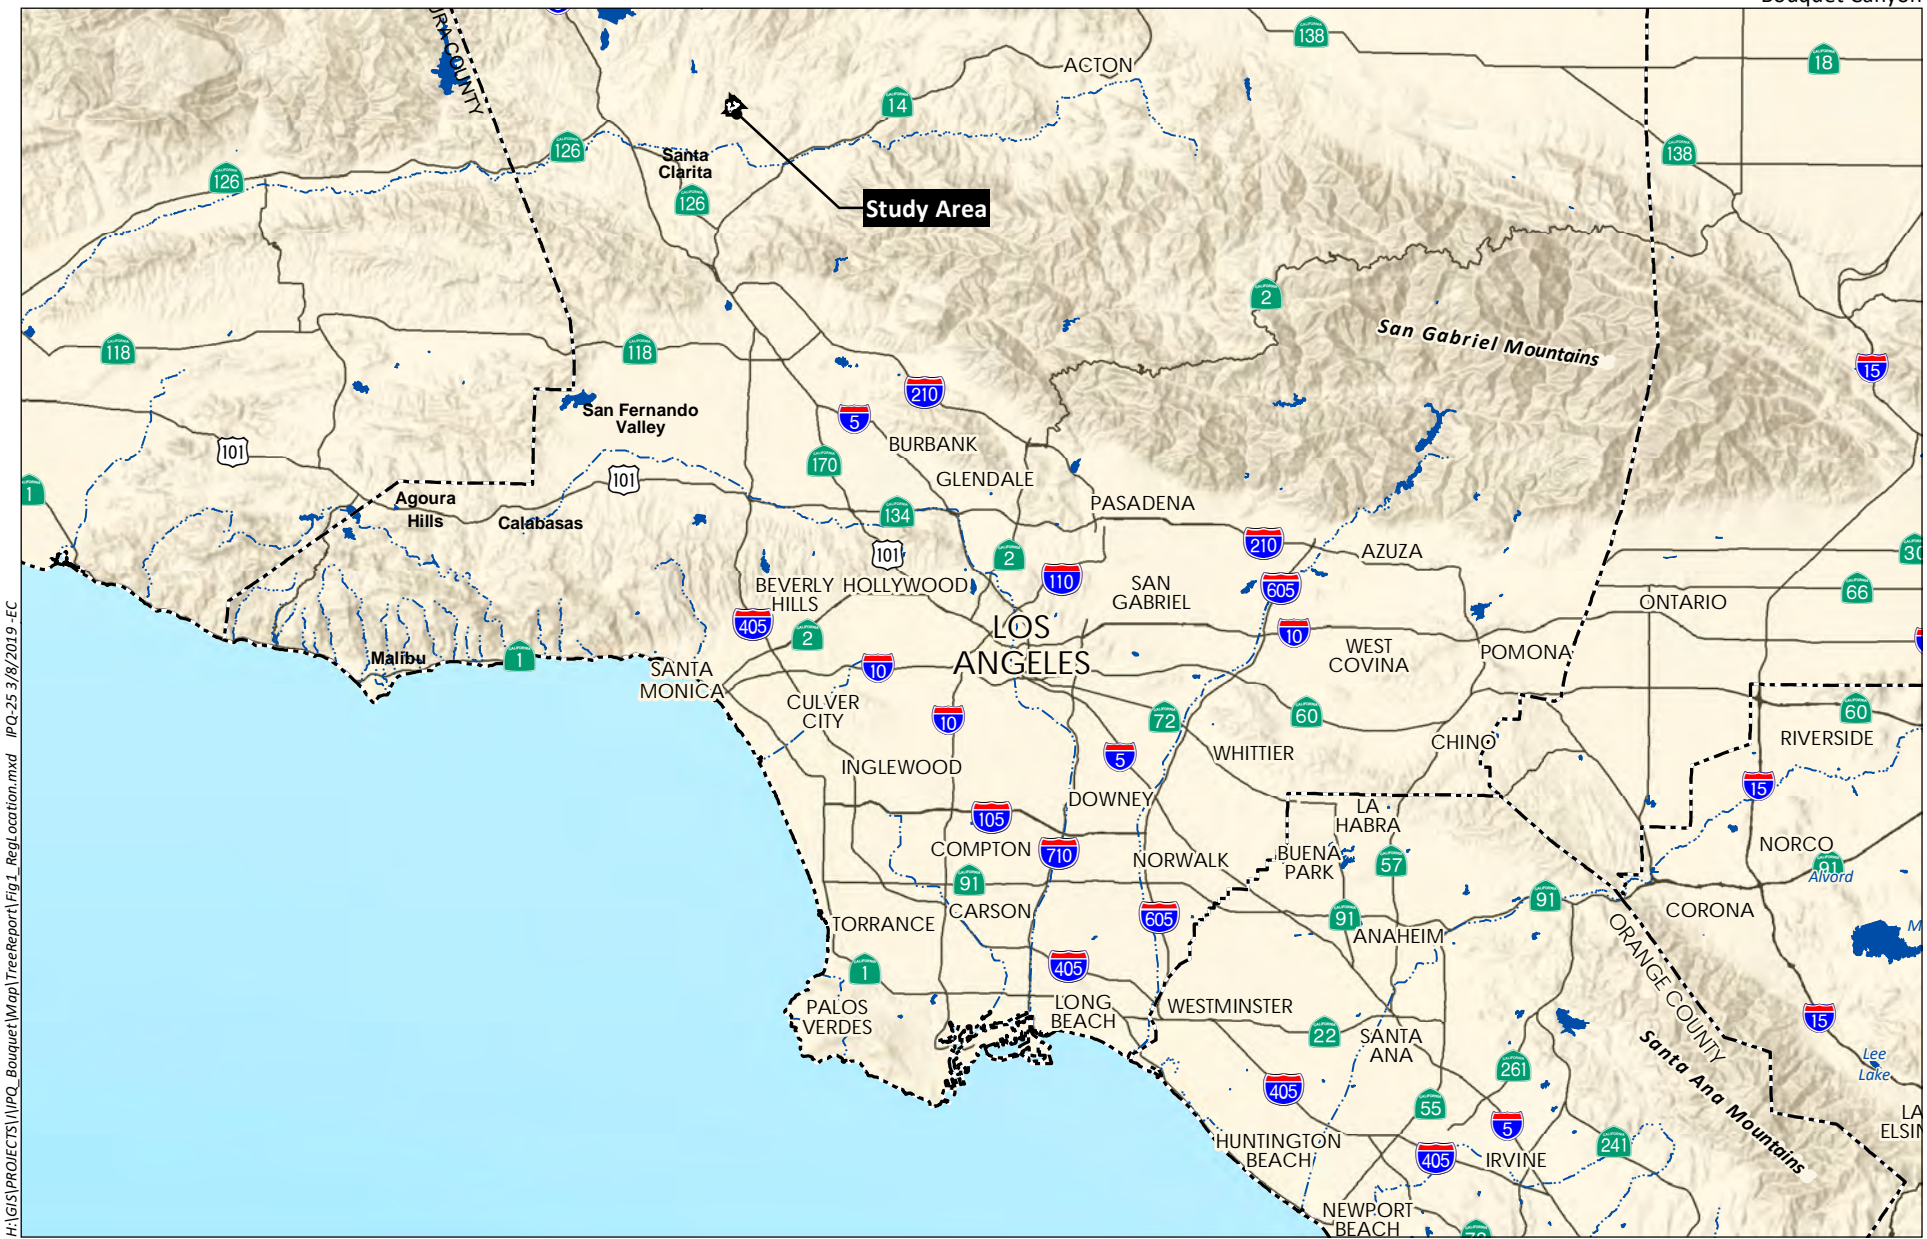 Bouquet Canyon
138
18
ACTON
14
138
126
126
Santa
Clarita
126
Study Area
2
San Gabriel Mountains
118
118
15
210
5
San Fernando
Valley
BURBANK
101
170
GLENDALE
101
1
Agoura
Hills
Calabasas
134
PASADENA
210
101
2
AZUZA
30
110
BEVERLY
HILLS
HOLLYWOOD
SAN
GABRIEL
605
66
ONTARIO
405
2
LOS
ANGELES
10
WEST
COVINA
POMONA
Malibu
1
SANTA
MONICA
10
CULVER
CITY
10
72
60
60
RIVERSIDE
CHINO
WHITTIER
5
INGLEWOOD
15
DOWNEY
105
LA
HABRA
COMPTON
710
NORWALK
BUENA
PARK
57
NORCO
91
Alvord
91
91
TORRANCE
CARSON
605
91
CORONA
ANAHEIM
M
ORANGE COUNTY
1
405
PALOS
VERDES
LONG
BEACH
WESTMINSTER
22
SANTA
ANA
15
Lee
Lake
Santa Ana Mountains
261
405
55
5
LA
ELSIN
HUNTINGTON
BEACH
405
IRVINE
241
NEWPORT
BEACH
H:\GIS\PROJECTS\I\IPQ_Bouquet\Map\TreeReport\Fig1_RegLocation.mxd IPQ-25 3/8/2019 -EC